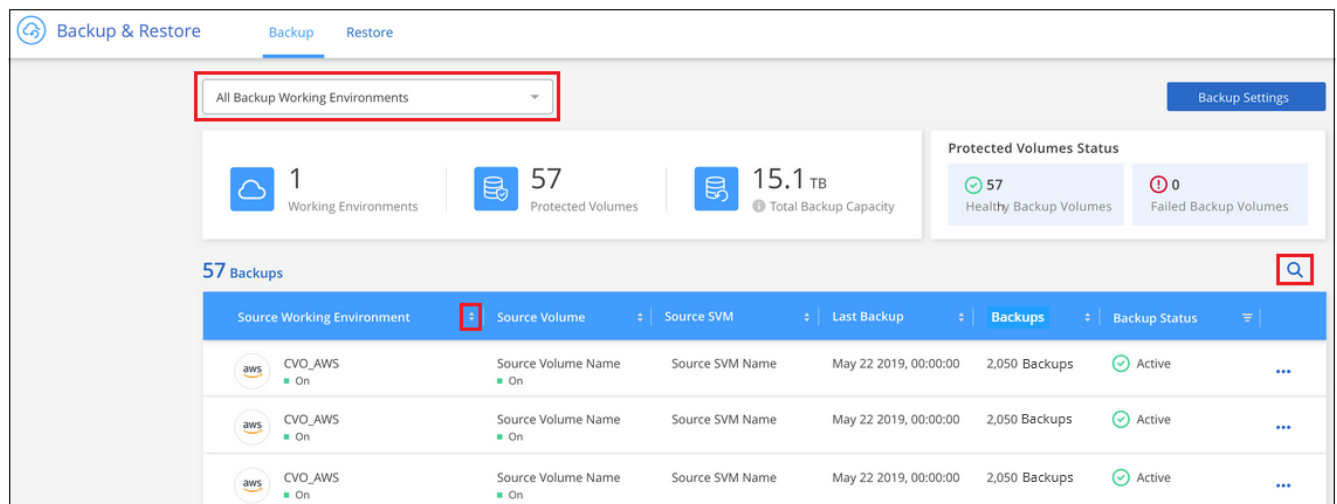 Backup & Restore Backup Restore
All Backup Working Environments
Backup Settings
1
Working Environments
57
Protected Volumes
15.1 TB
Total Backup Capacity
Protected Volumes Status
57
Healthy Backup Volumes
0
Failed Backup Volumes
57 Backups
Source Working Environment Source Volume Source SVM Last Backup Backups Backup Status
aws CVO_AWS Source Volume Name Source SVM Name May 22 2019, 00:00:00 2,050 Backups Active
On On
aws CVO_AWS Source Volume Name Source SVM Name May 22 2019, 00:00:00 2,050 Backups Active
On On
aws CVO_AWS Source Volume Name Source SVM Name May 22 2019, 00:00:00 2,050 Backups Active
On On